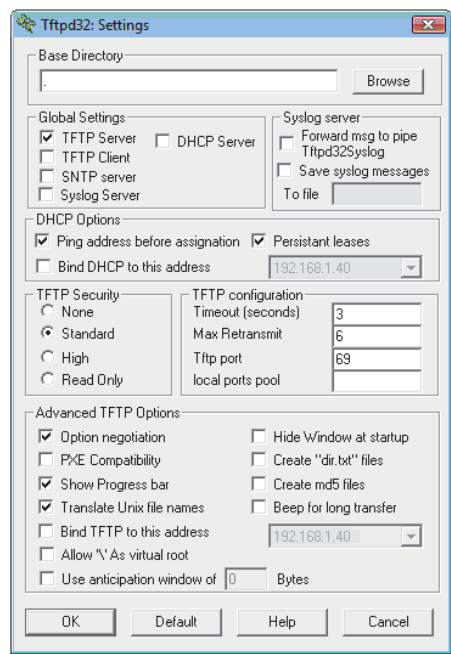 Tftpd32: Settings
Base Directory
.
Browse
Global Settings
TFTP Server
DHCP Server
TFTP Client
SNTP server
Syslog Server
Syslog server
Forward msg to pipe
Tftpd32Syslog
Save syslog messages
To file
DHCP Options
Ping address before assignation
Persistant leases
Bind DHCP to this address
192.168.1.40
TFTP Security
None
Standard
High
Read Only
TFTP configuration
Timeout (seconds) 3
Max Retransmit 6
Tftp port 69
local ports pool
Advanced TFTP Options
Option negotiation
PXE Compatibility
Show Progress bar
Translate Unix file names
Bind TFTP to this address
Allow '\' As virtual root
Use anticipation window of 0 Bytes
Hide Window at startup
Create "dir.txt" files
Create md5 files
Beep for long transfer
192.168.1.40
OK
Default
Help
Cancel